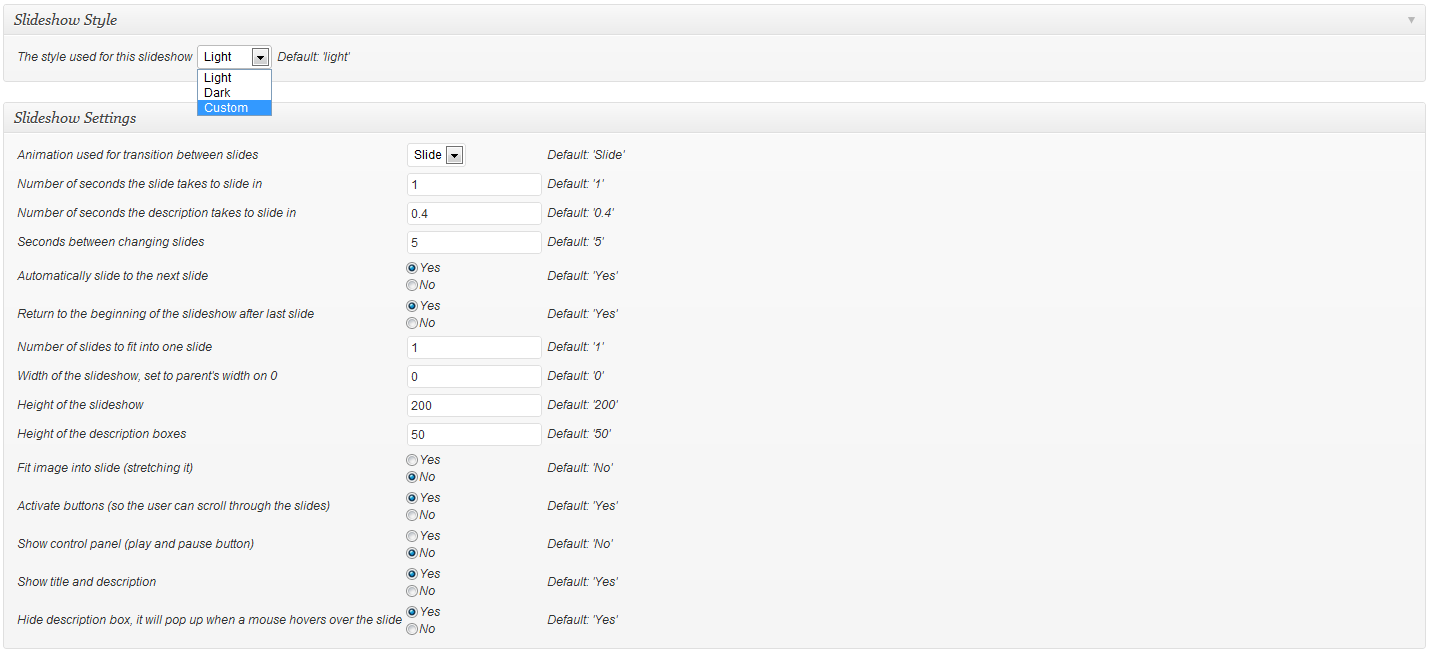 Slideshow Style
The style used for this slideshow Light Default: 'light'
Light
Dark
Custom
Slideshow Settings
Animation used for transition between slides Slide Default: 'Slide'
Number of seconds the slide takes to slide in 1 Default: '1'
Number of seconds the description takes to slide in 0.4 Default: '0.4'
Seconds between changing slides 5 Default: '5'
Automatically slide to the next slide Yes Default: 'Yes'
No
Return to the beginning of the slideshow after last slide Yes Default: 'Yes'
No
Number of slides to fit into one slide 1 Default: '1'
Width of the slideshow, set to parent's width on 0 0 Default: '0'
Height of the slideshow 200 Default: '200'
Height of the description boxes 50 Default: '50'
Fit image into slide (stretching it) Yes Default: 'No'
No
Activate buttons (so the user can scroll through the slides) Yes Default: 'Yes'
No
Show control panel (play and pause button) Yes Default: 'No'
No
Show title and description Yes Default: 'Yes'
No
Hide description box, it will pop up when a mouse hovers over the slide Yes Default: 'Yes'
No